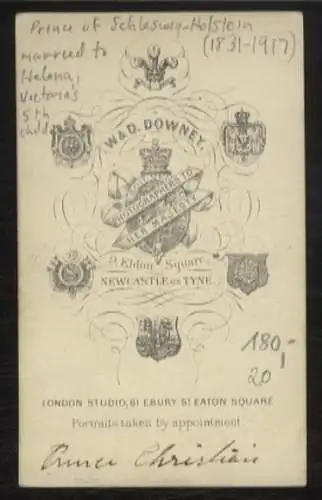 Prince of Schleswig-Holstein
(1831-1917)
married to
Helena,
Victoria's
5th
child
W & D. DOWNEY.
PHOTOGRAPHERS TO
HER MAJESTY
9, Eldon Square
NEWCASTLE on TYNE.
180-
20
LONDON STUDIO, 61 EBURY ST EATON SQUARE
Portraits taken by appointment
Prince Christian